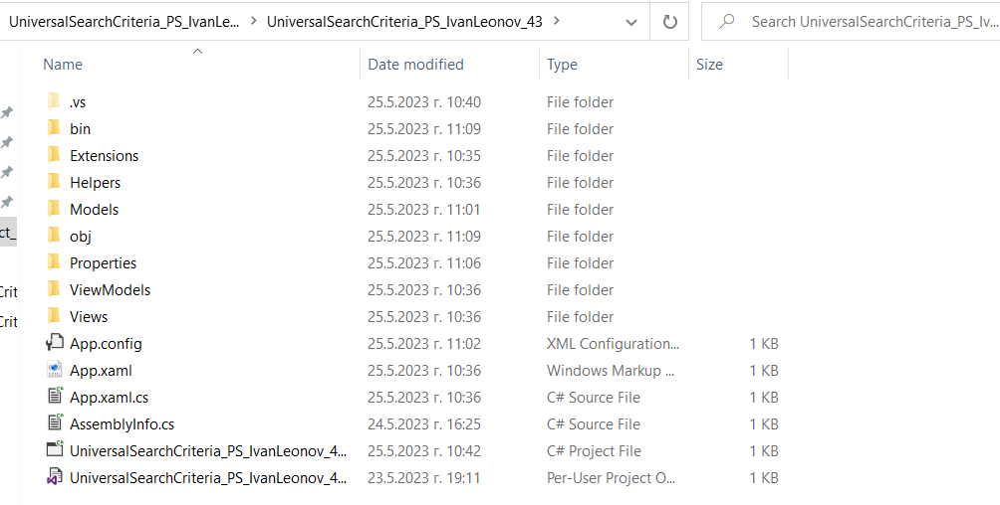 UniversalSearchCriteria_PS_IvanLe... > UniversalSearchCriteria_PS_IvanLeonov_43 > Search UniversalSearchCriteria_PS_Iv...
Name Date modified Type Size
.vs 25.5.2023 г. 10:40 File folder
bin 25.5.2023 г. 11:09 File folder
Extensions 25.5.2023 г. 10:35 File folder
Helpers 25.5.2023 г. 10:36 File folder
Models 25.5.2023 г. 11:01 File folder
ct_ obj 25.5.2023 г. 11:09 File folder
Properties 25.5.2023 г. 11:06 File folder
Crit ViewModels 25.5.2023 г. 10:36 File folder
Crit Views 25.5.2023 г. 10:36 File folder
App.config 25.5.2023 г. 11:02 XML Configuration... 1 KB
App.xaml 25.5.2023 г. 10:36 Windows Markup ... 1 KB
App.xaml.cs 25.5.2023 г. 10:36 C# Source File 1 KB
AssemblyInfo.cs 24.5.2023 г. 16:25 C# Source File 1 KB
UniversalSearchCriteria_PS_IvanLeonov_4... 25.5.2023 г. 10:42 C# Project File 1 KB
UniversalSearchCriteria_PS_IvanLeonov_4... 23.5.2023 г. 19:11 Per-User Project O... 1 KB